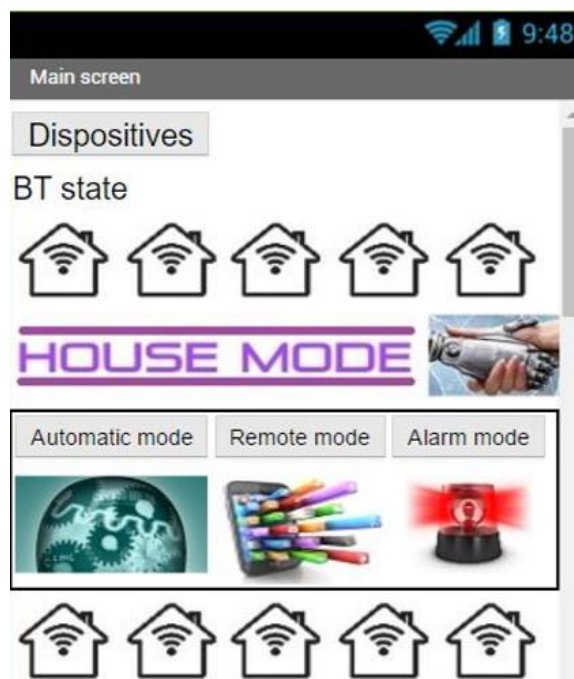 9:48
Main screen
Dispositives
BT state
HOUSE MODE
Automatic mode Remote mode Alarm mode